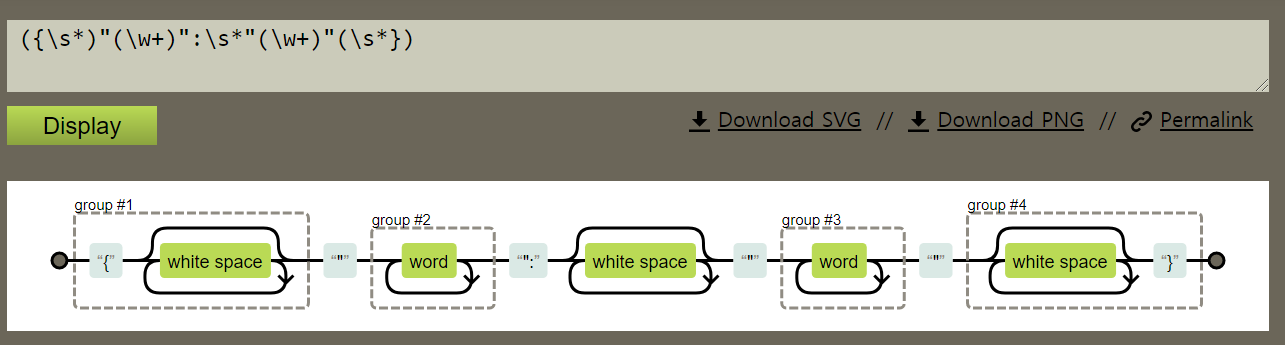 ({\s*)"(\w+)":\s*"(\w+)"(\s*})
Display
Download SVG // Download PNG // Permalink
group #1 group #2 group #3 group #4
“{” white space “"” word “":” white space “"” word “"” white space “}”